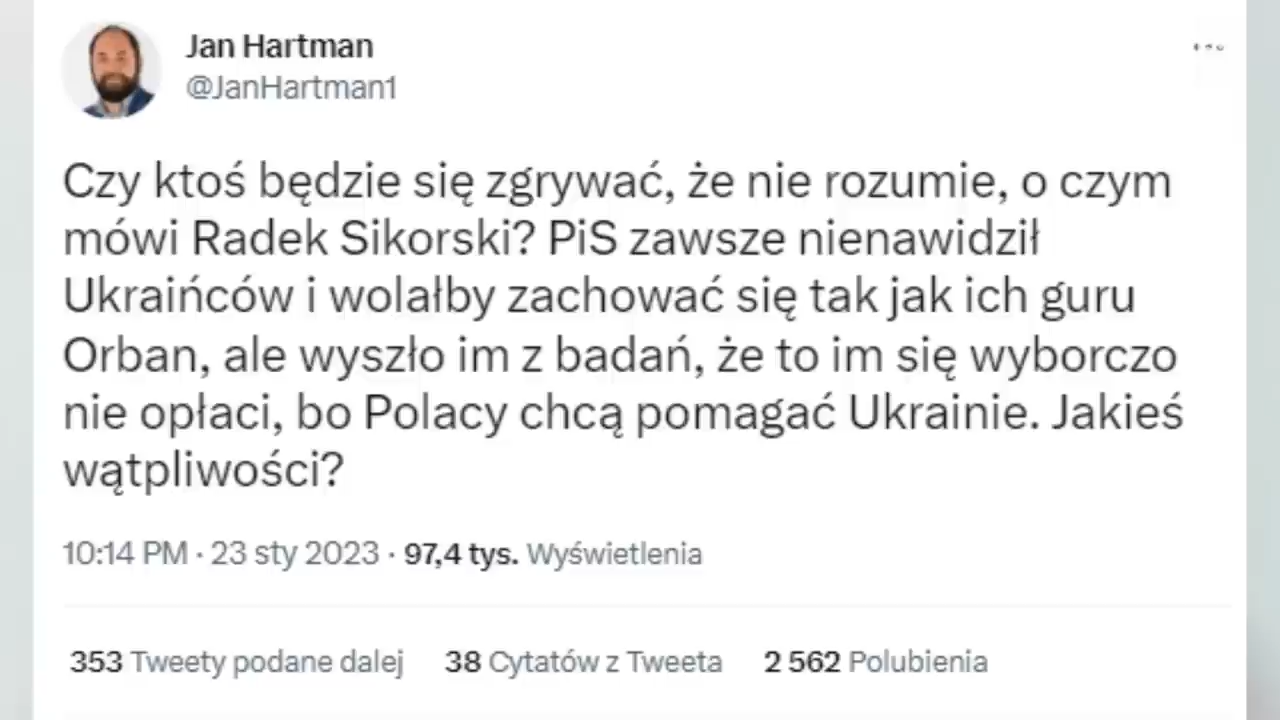 Jan Hartman
@JanHartman1
Czy ktoś będzie się zgrywać, że nie rozumie, o czym
mówi Radek Sikorski? PiS zawsze nienawidził
Ukraińców i wolałby zachować się tak jak ich guru
Orban, ale wyszło im z badań, że to im się wyborczo
nie opłaci, bo Polacy chcą pomagać Ukrainie. Jakieś
wątpliwości?
10:14 PM · 23 sty 2023 · 97,4 tys. Wyświetlenia
353 Tweety podane dalej 38 Cytatów z Tweeta 2 562 Polubienia